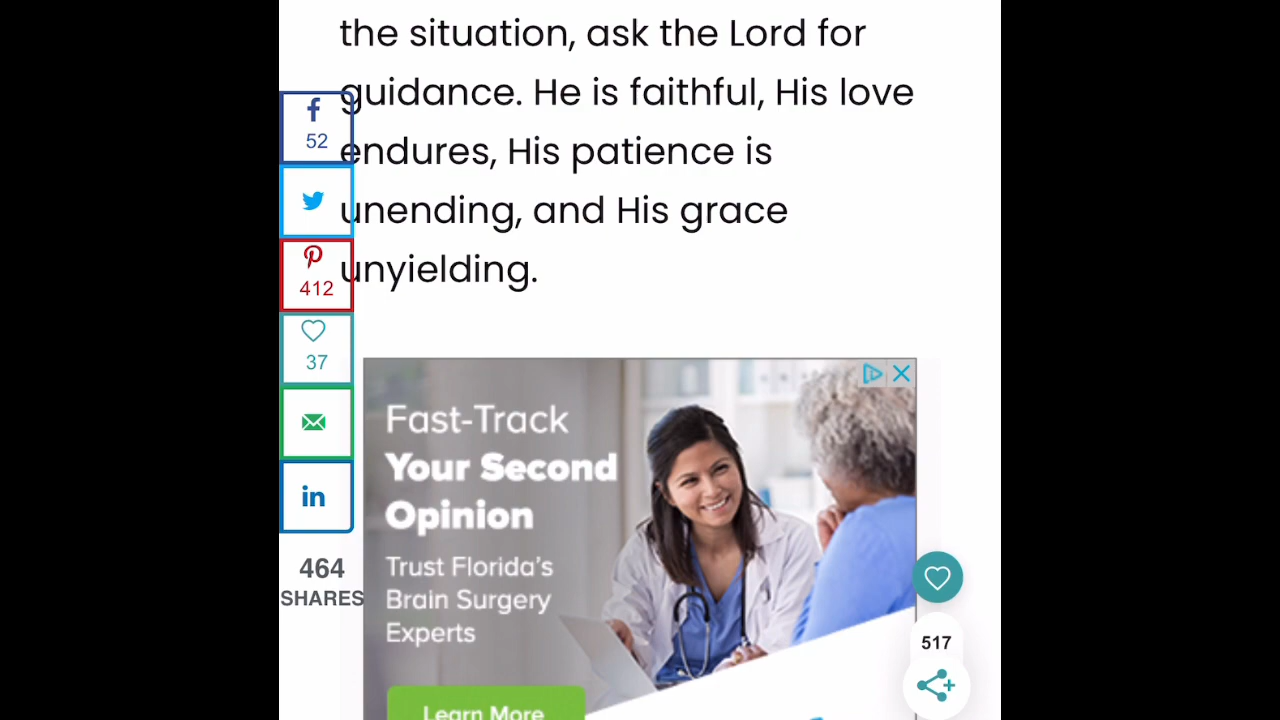 the situation, ask the Lord for
guidance. He is faithful, His love
endures, His patience is
unending, and His grace
unyielding.
52
412
37
in
464
SHARES
Fast-Track
Your Second
Opinion
Trust Florida's
Brain Surgery
Experts
Learn More
517